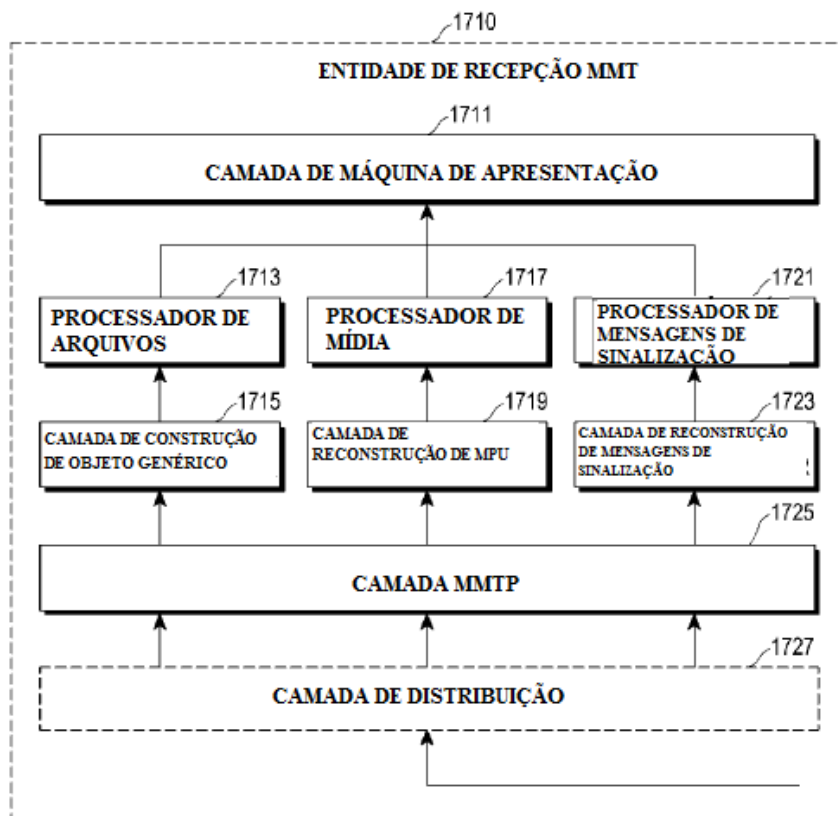 1710
ENTIDADE DE RECEPÇÃO MMT
1711
CAMADA DE MÁQUINA DE APRESENTAÇÃO
1713
1717
1721
PROCESSADOR DE
ARQUIVOS
PROCESSADOR DE
MÍDIA
PROCESSADOR DE
MENSAGENS DE
SINALIZAÇÃO
1715
1719
1723
CAMADA DE CONSTRUÇÃO
DE OBJETO GENÉRICO
CAMADA DE
RECONSTRUÇÃO DE MPU
CAMADA DE RECONSTRUÇÃO
DE MENSAGENS DE
SINALIZAÇÃO
1725
CAMADA MMTP
1727
CAMADA DE DISTRIBUIÇÃO